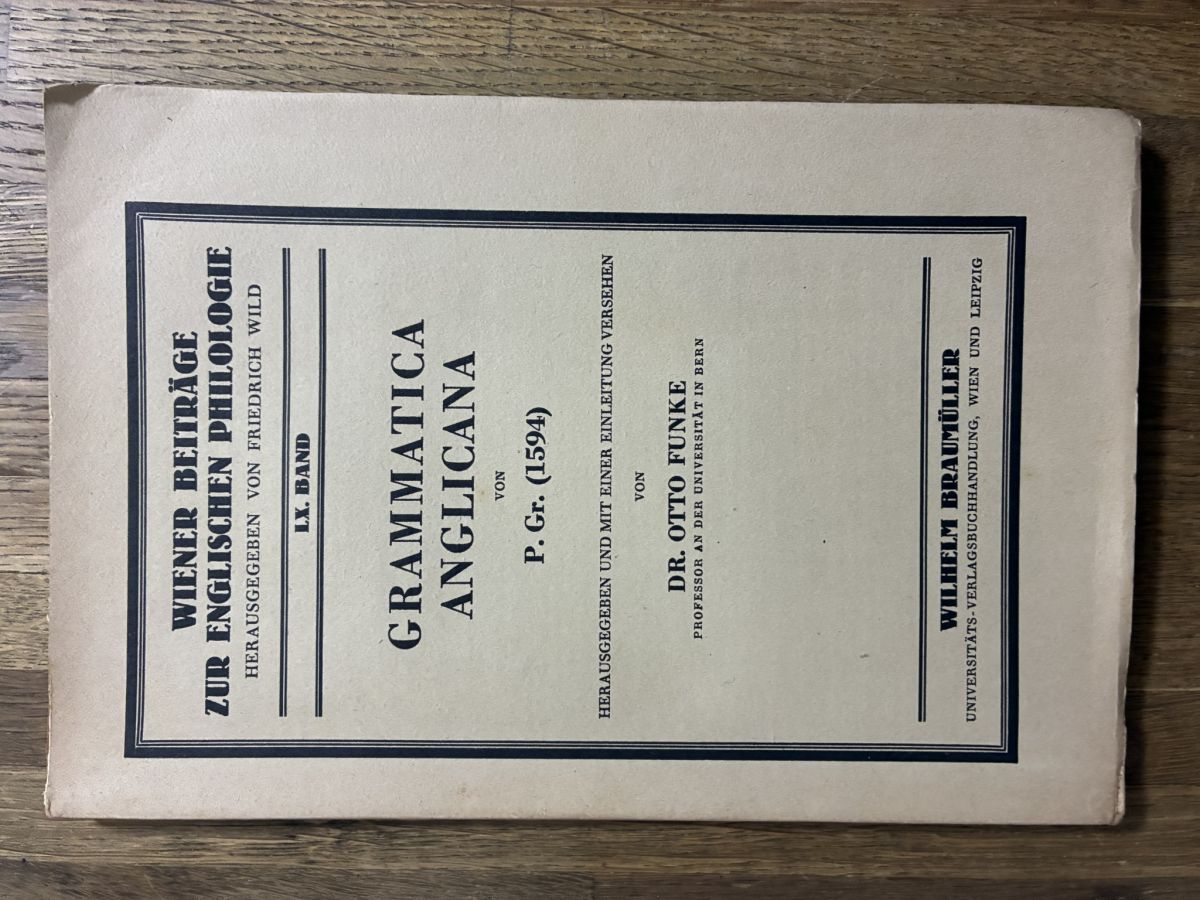 WIENER BEITRÄGE
ZUR ENGLISCHEN PHILOLOGIE
HERAUSGEGEBEN VON FRIEDRICH WILD
LX. BAND
GRAMMATICA
ANGLICANA
VON
P. Gr. (1594)
HERAUSGEGEBEN UND MIT EINER EINLEITUNG VERSEHEN
VON
DR. OTTO FUNKE
PROFESSOR AN DER UNIVERSITÄT IN BERN
WILHELM BRAUMÜLLER
UNIVERSITÄTS-VERLAGSBUCHHANDLUNG, WIEN UND LEIPZIG